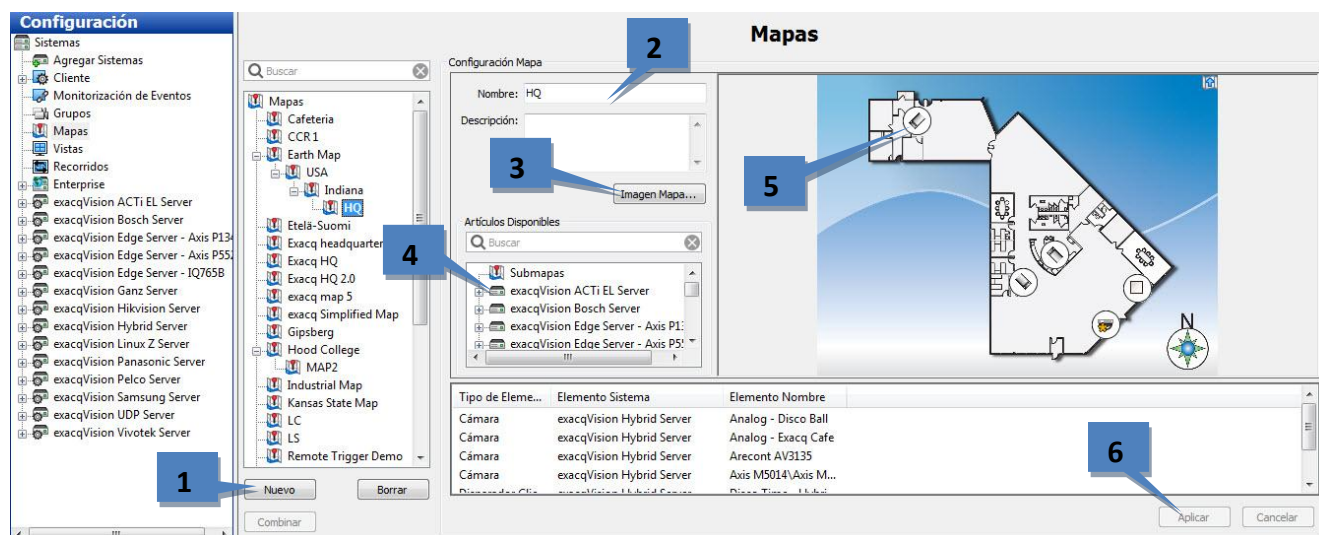 Configuración
Sistemas
Agregar Sistemas
Cliente
Monitorización de Eventos
Grupos
Mapas
Vistas
Recorridos
Enterprise
exacqVision ACTi EL Server
exacqVision Bosch Server
exacqVision Edge Server - Axis P134
exacqVision Edge Server - Axis P55
exacqVision Edge Server - IQ765B
exacqVision Ganz Server
exacqVision Hikvision Server
exacqVision Hybrid Server
exacqVision Linux Z Server
exacqVision Panasonic Server
exacqVision Pelco Server
exacqVision Samsung Server
exacqVision UDP Server
exacqVision Vivotek Server
Mapas
Buscar
Mapas
Cafeteria
CCR 1
Earth Map
USA
Indiana
HQ
Etelä-Suomi
Exacq headquarter
Exacq HQ
Exacq HQ 2.0
exacq map 5
exacq Simplified Map
Gipsberg
Hood College
MAP2
Industrial Map
Kansas State Map
LC
LS
Remote Trigger Demo
1
Nuevo
Borrar
Combinar
Configuración Mapa
2
Nombre: HQ
Descripción:
3
Imagen Mapa...
Artículos Disponibles
Buscar
4
Submapas
exacqVision ACTi EL Server
exacqVision Bosch Server
exacqVision Edge Server - Axis P13
exacqVision Edge Server - Axis P55
5
N
Tipo de Eleme... Elemento Sistema Elemento Nombre
Cámara exacqVision Hybrid Server Analog - Disco Ball
Cámara exacqVision Hybrid Server Analog - Exacq Cafe
Cámara exacqVision Hybrid Server Arecont AV3135
Cámara exacqVision Hybrid Server Axis M5014\Axis M...
6
Aplicar
Cancelar